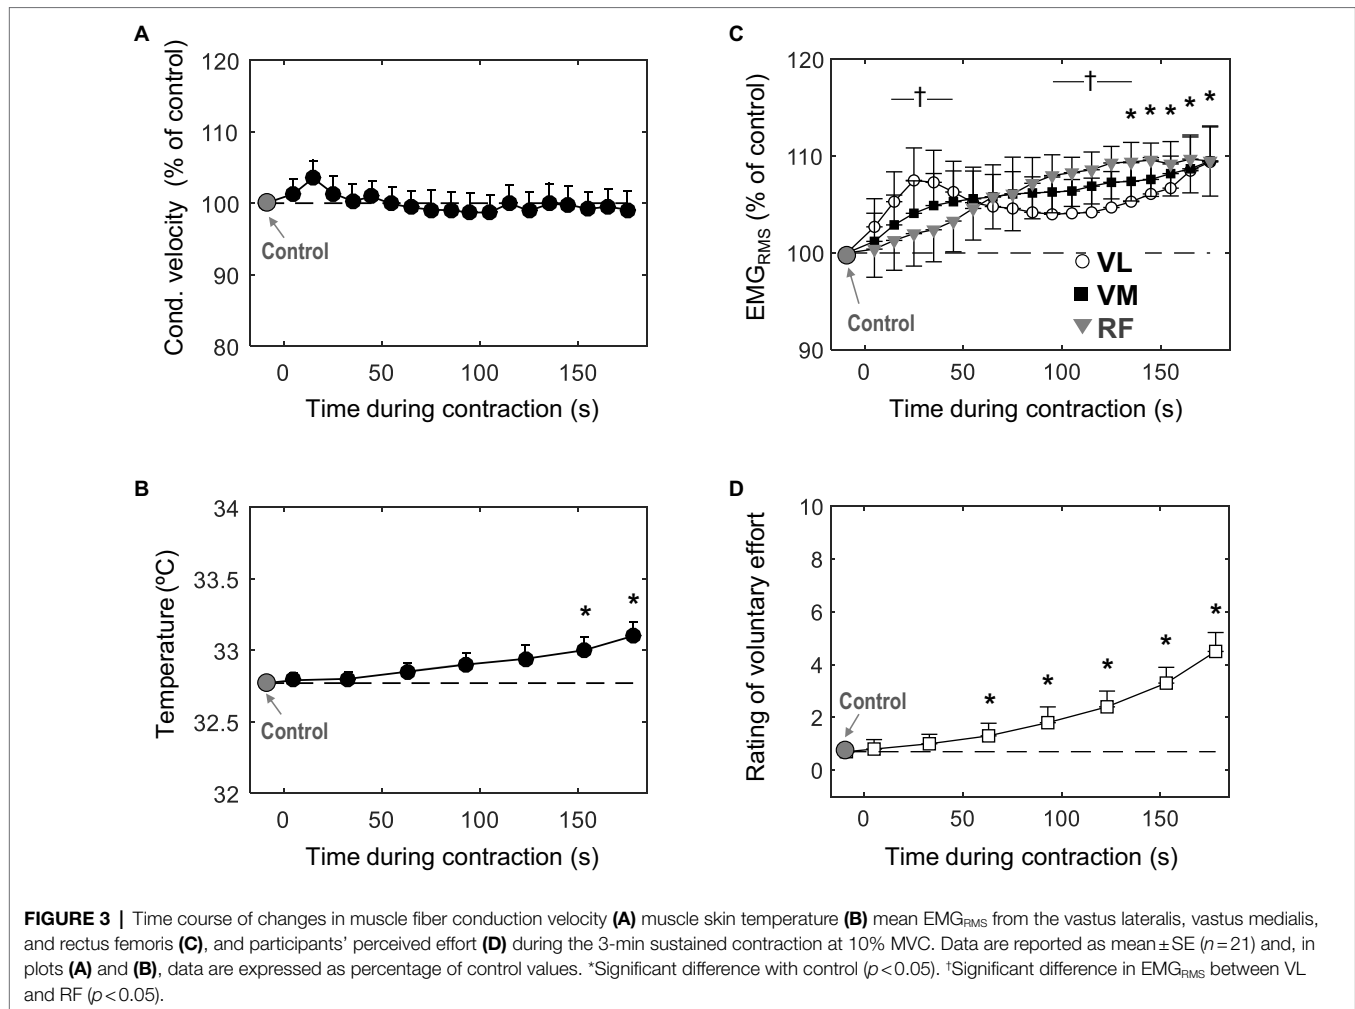 A
120
110
100
90
80
Cond. velocity (% of control)
Control
0 50 100 150
Time during contraction (s)
C
120
110
100
90
EMGRMS (% of control)
† †
* * * * *
VL
VM
RF
Control
0 50 100 150
Time during contraction (s)
B
34
33.5
33
32.5
32
Temperature (ºC)
* *
Control
0 50 100 150
Time during contraction (s)
D
10
8
6
4
2
0
Rating of voluntary effort
* * * * *
Control
0 50 100 150
Time during contraction (s)
FIGURE 3 | Time course of changes in muscle fiber conduction velocity (A) muscle skin temperature (B) mean EMGRMS from the vastus lateralis, vastus medialis,
and rectus femoris (C), and participants' perceived effort (D) during the 3-min sustained contraction at 10% MVC. Data are reported as mean ± SE (n = 21) and, in
plots (A) and (B), data are expressed as percentage of control values. *Significant difference with control (p < 0.05). †Significant difference in EMGRMS between VL
and RF (p < 0.05).